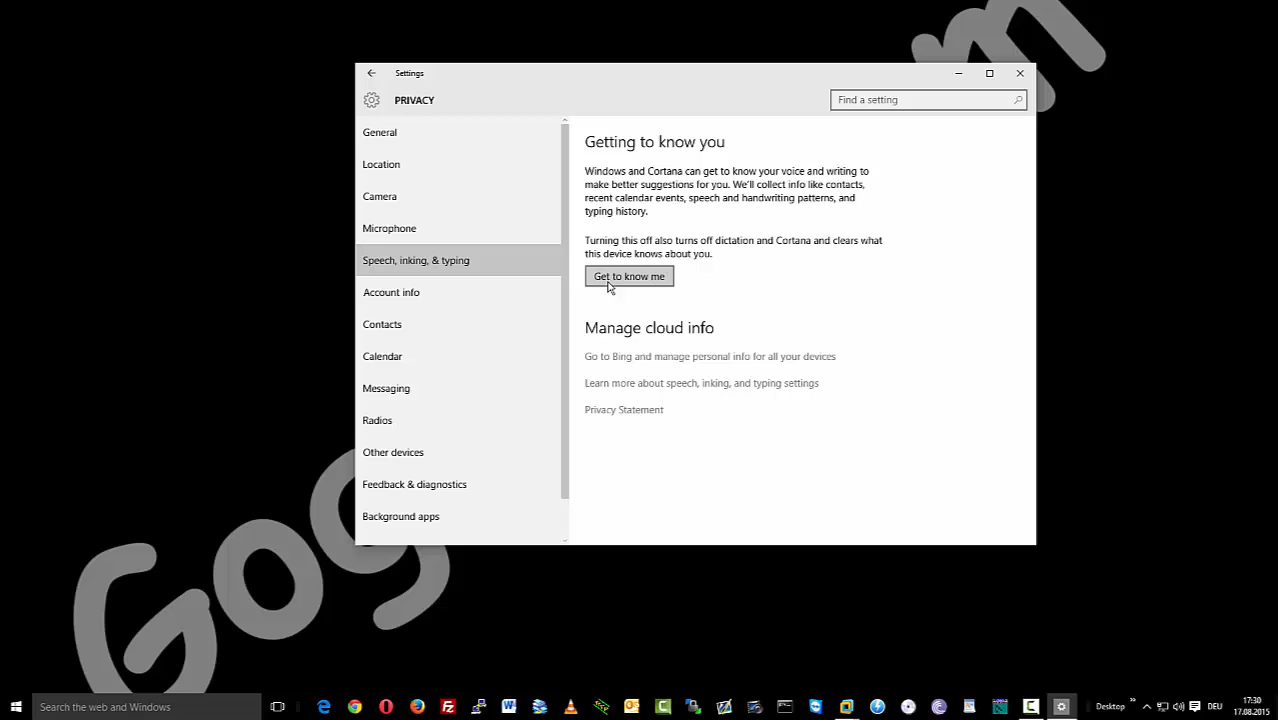 Settings
PRIVACY
Find a setting
General
Location
Camera
Microphone
Speech, inking, & typing
Account info
Contacts
Calendar
Messaging
Radios
Other devices
Feedback & diagnostics
Background apps
Getting to know you
Windows and Cortana can get to know your voice and writing to
make better suggestions for you. We'll collect info like contacts,
recent calendar events, speech and handwriting patterns, and
typing history.
Turning this off also turns off dictation and Cortana and clears what
this device knows about you.
Get to know me
Manage cloud info
Go to Bing and manage personal info for all your devices
Learn more about speech, inking, and typing settings
Privacy Statement
Search the web and Windows
Desktop
DEU
17:30
17.08.2015